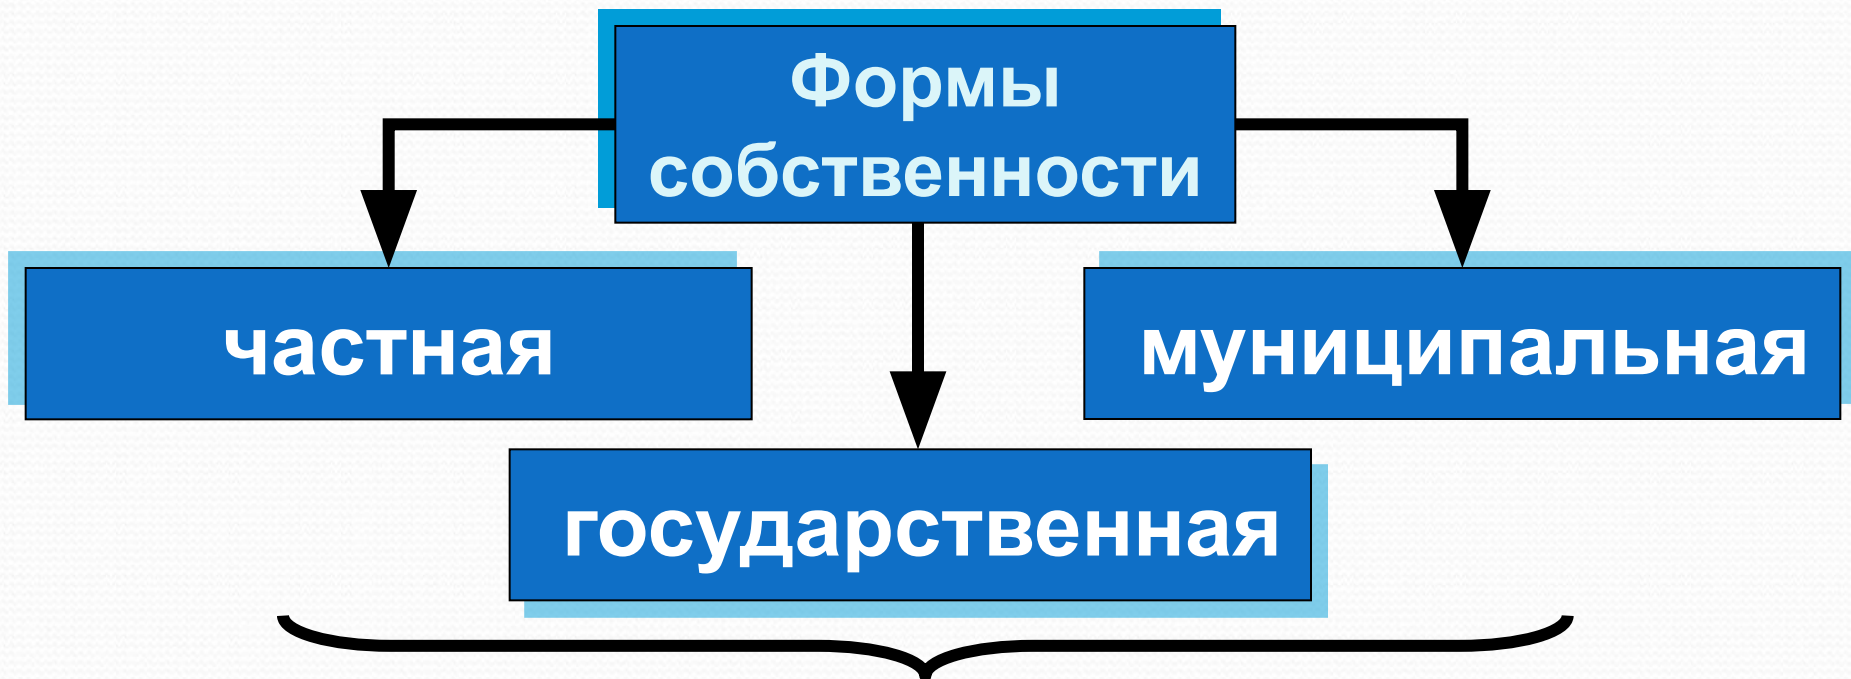 Формы
собственности
частная
муниципальная
государственная